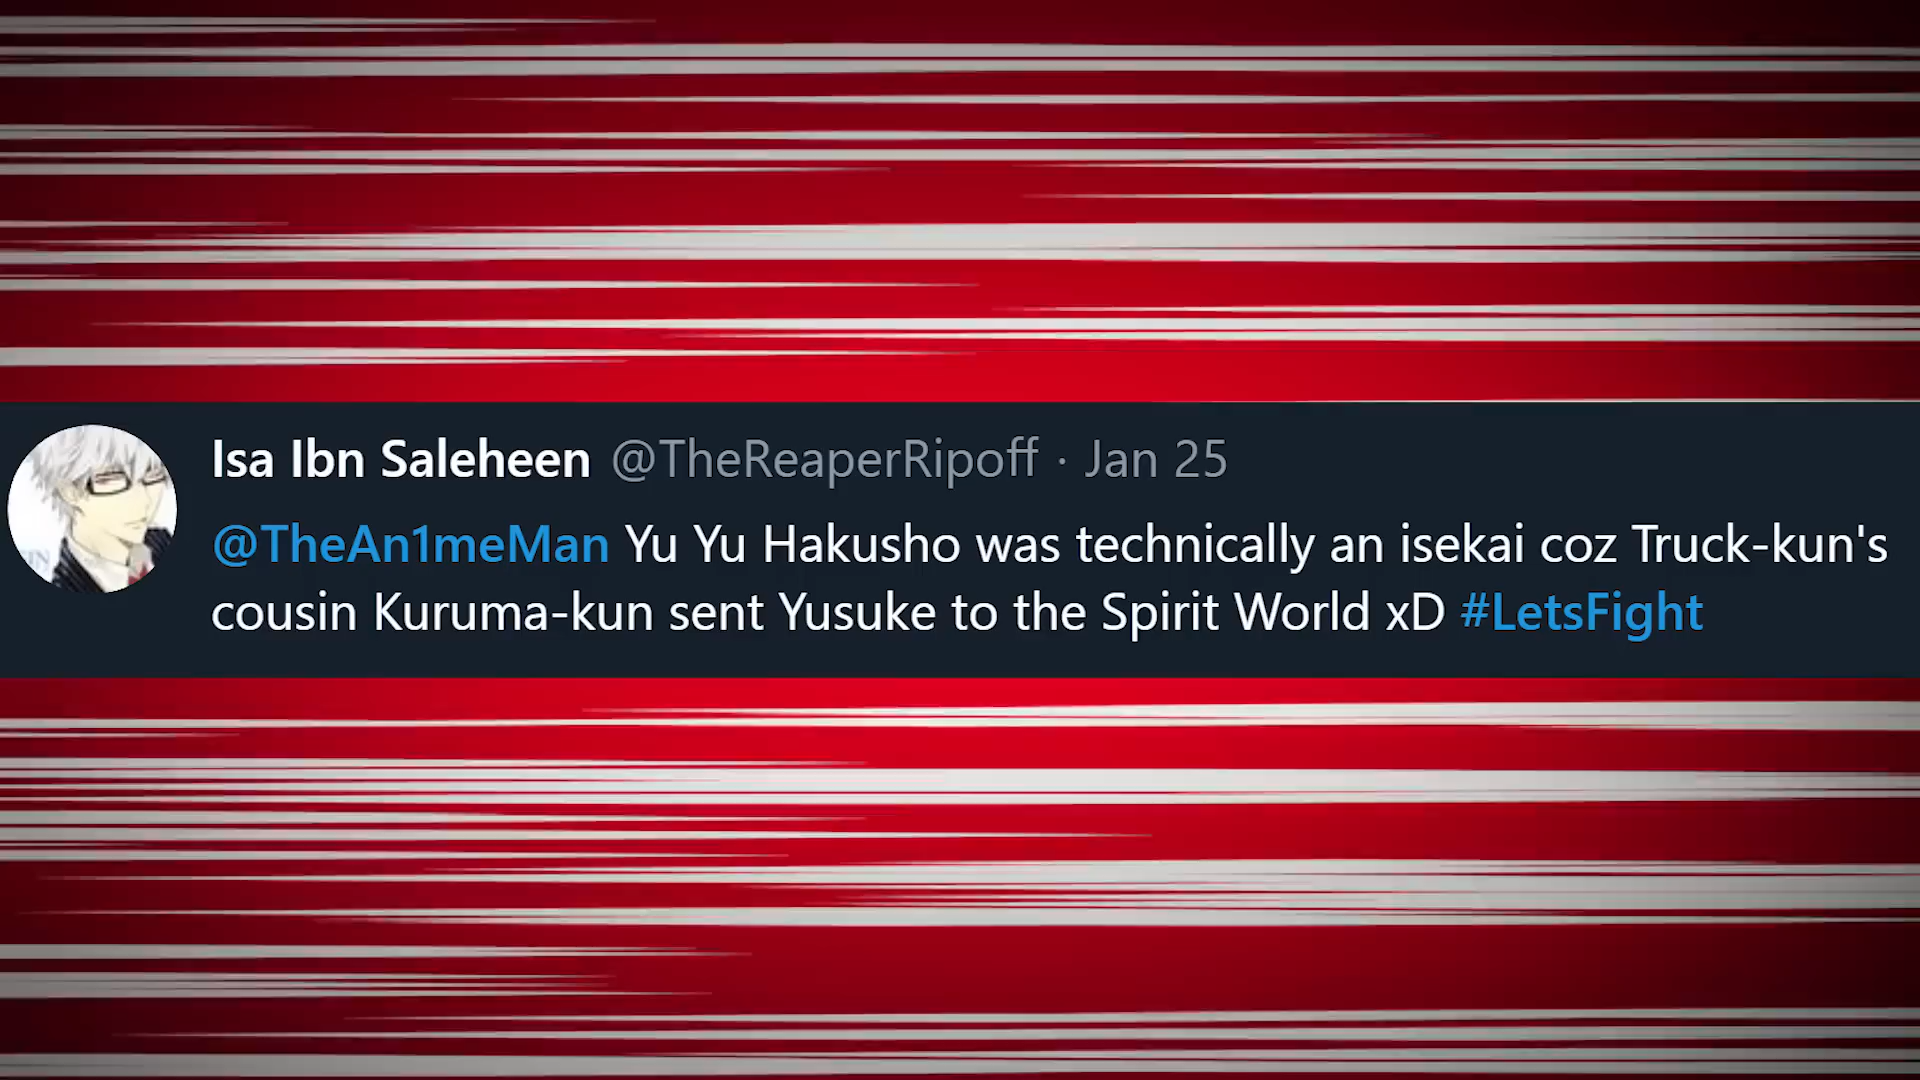 Isa Ibn Saleheen @TheReaperRipoff · Jan 25
@TheAn1meMan Yu Yu Hakusho was technically an isekai coz Truck-kun's
cousin Kuruma-kun sent Yusuke to the Spirit World xD #LetsFight